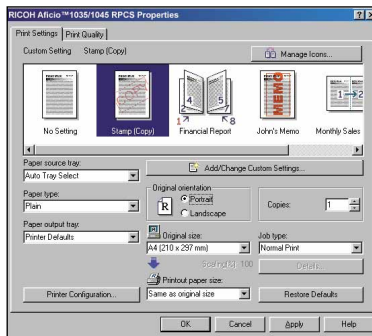 RICOH Aficio™1035/1045 RPCS Properties
Print Settings Print Quality
Custom Setting Stamp (Copy)
Manage Icons...
COPY
4 5
1 8
MEMO
1 2
No Setting Stamp (Copy) Financial Report John's Memo Monthly Sales
Paper source tray:
Auto Tray Select
Add/Change Custom Settings...
Paper type:
Plain
Original orientation
R
Portrait
Landscape
Copies: 1
Paper output tray:
Printer Defaults
Original size:
A4 (210 x 297 mm)
Job type:
Normal Print
Scaling(%) :100
Details...
Printout paper size:
Same as original size
Printer Configuration...
Restore Defaults
OK Cancel Apply Help